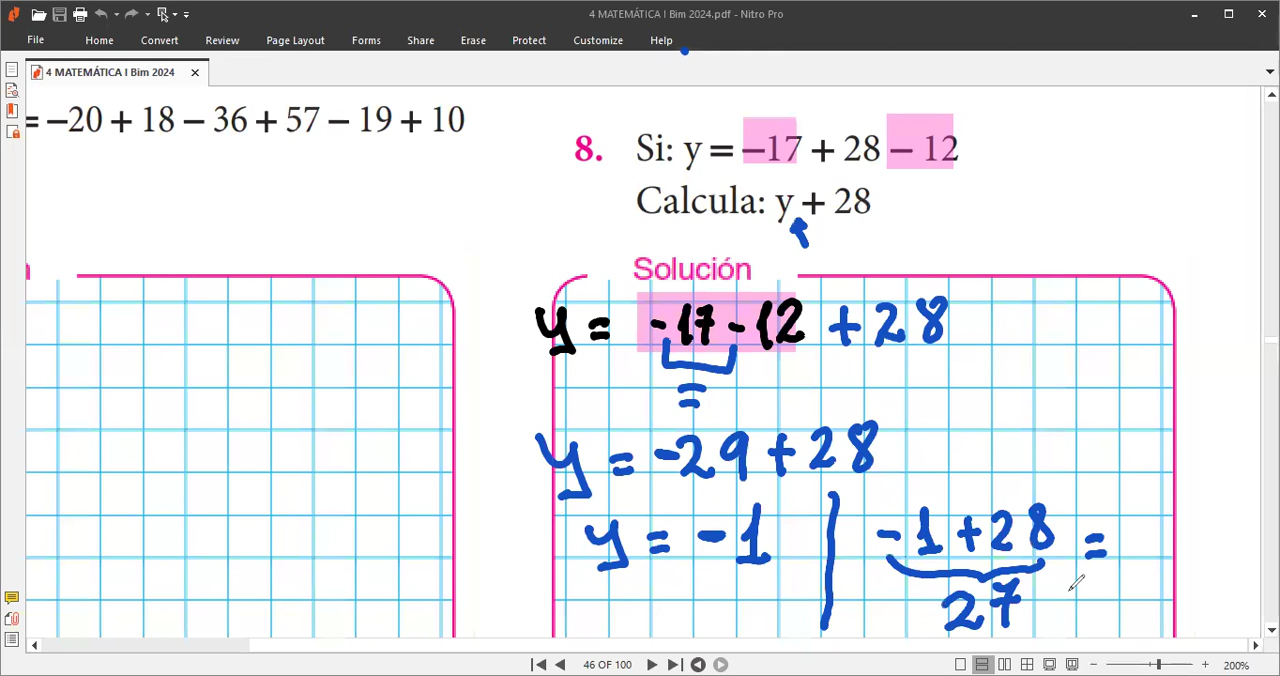 4 MATEMÁTICA I Bim 2024.pdf - Nitro Pro
File Home Convert Review Page Layout Forms Share Erase Protect Customize Help
4 MATEMÁTICA I Bim 2024
= −20 + 18 − 36 + 57 − 19 + 10
8. Si: y = −17 + 28 − 12
Calcula: y + 28
Solución
y = -17-12 + 28
=
y = -29+28
y = -1 | -1+28 =
27
46 OF 100
200%